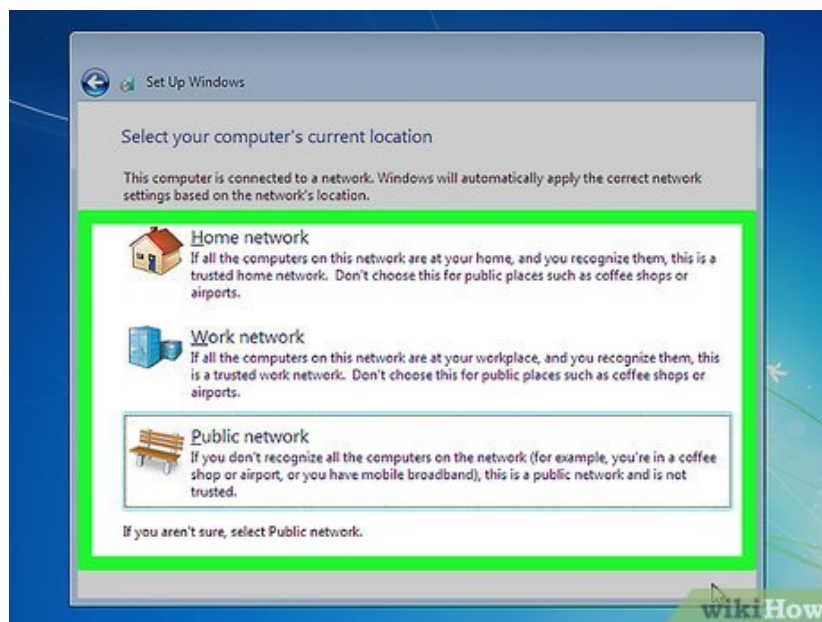 Set Up Windows
Select your computer's current location
This computer is connected to a network. Windows will automatically apply the correct network
settings based on the network's location.
Home network
If all the computers on this network are at your home, and you recognize them, this is a
trusted home network. Don't choose this for public places such as coffee shops or
airports.
Work network
If all the computers on this network are at your workplace, and you recognize them, this
is a trusted work network. Don't choose this for public places such as coffee shops or
airports.
Public network
If you don't recognize all the computers on the network (for example, you're in a coffee
shop or airport, or you have mobile broadband), this is a public network and is not
trusted.
If you aren't sure, select Public network.
wikiHow